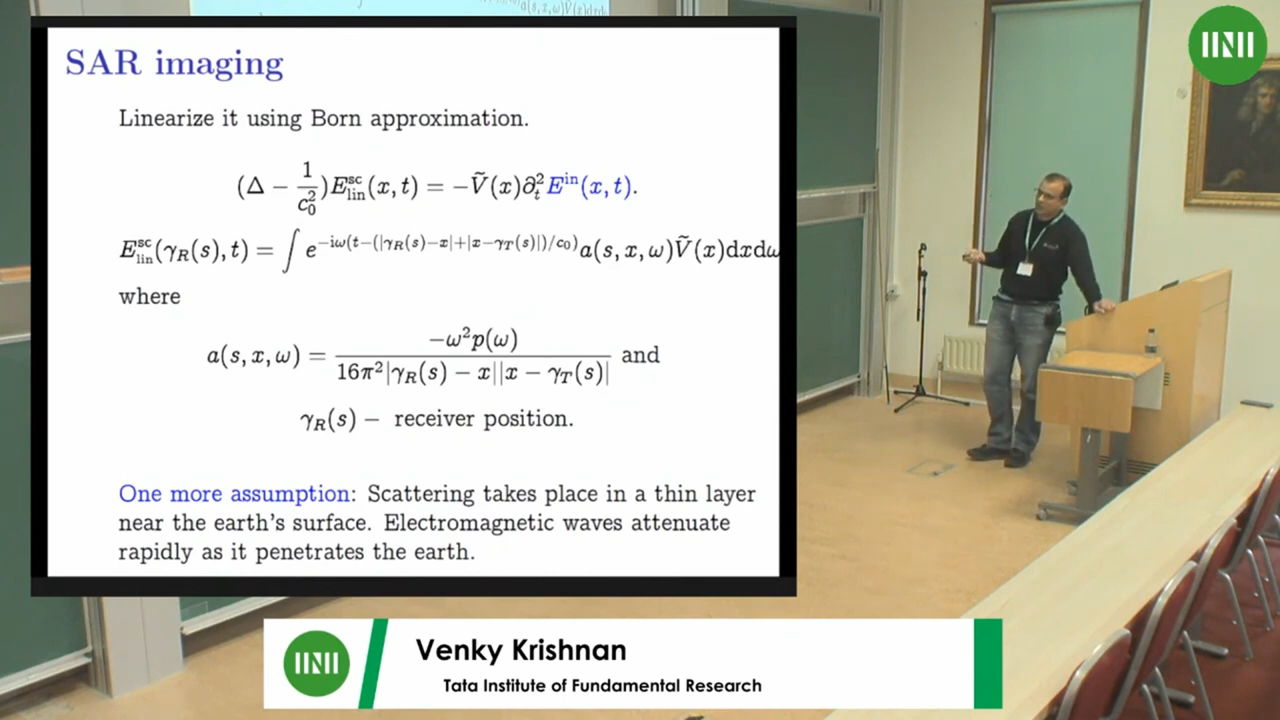 a(s, x, ω)Ṽ(x)dxdω
SAR imaging
Linearize it using Born approximation.
(Δ − 1/c₀²)E^sc_lin(x, t) = −Ṽ(x)∂²_t E^in(x, t).
E^sc_lin(γ_R(s), t) = ∫ e^{−iω(t−(|γ_R(s)−x|+|x−γ_T(s)|)/c₀)} a(s, x, ω)Ṽ(x)dxdω
where
a(s, x, ω) = −ω²p(ω) / 16π²|γ_R(s) − x||x − γ_T(s)| and
γ_R(s) − receiver position.
One more assumption: Scattering takes place in a thin layer
near the earth's surface. Electromagnetic waves attenuate
rapidly as it penetrates the earth.
Venky Krishnan
Tata Institute of Fundamental Research